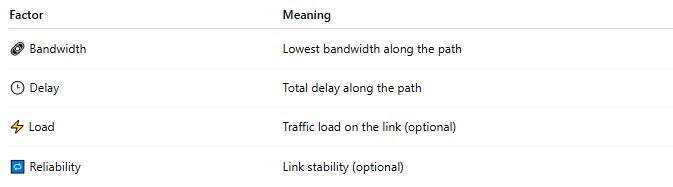 Factor Meaning
Bandwidth Lowest bandwidth along the path
Delay Total delay along the path
Load Traffic load on the link (optional)
Reliability Link stability (optional)